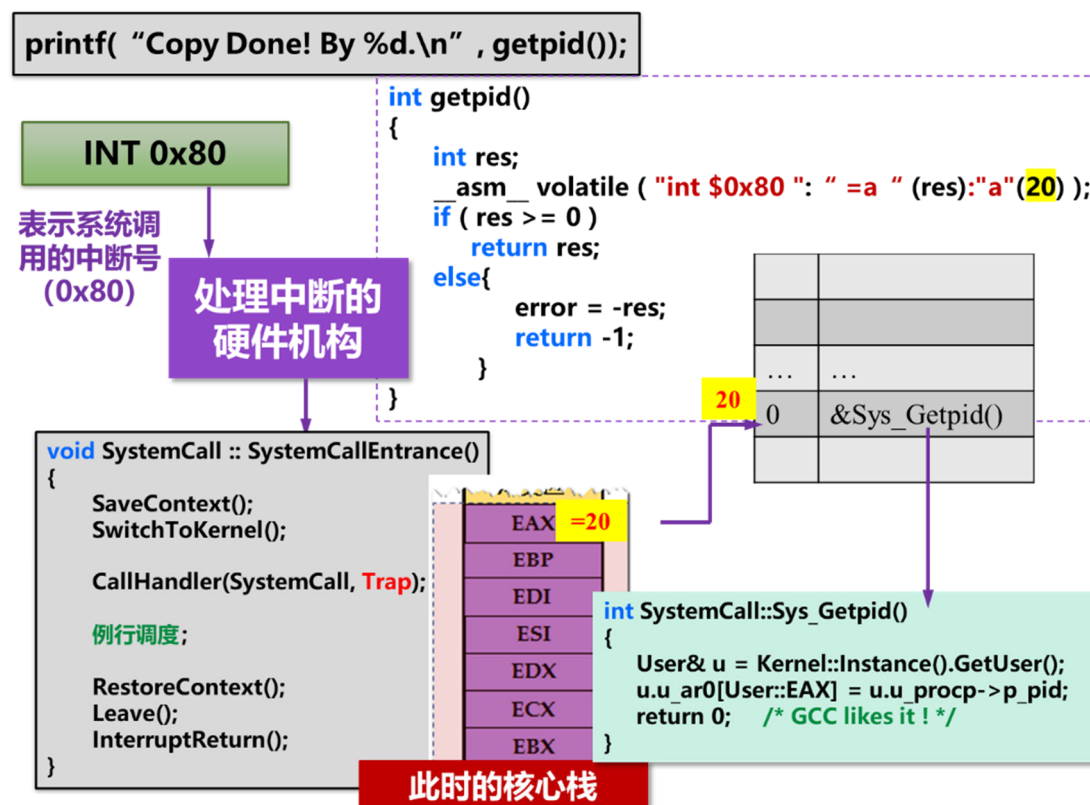 printf( “Copy Done! By %d.\n” , getpid());
int getpid()
{
int res;
__asm__ volatile ( "int $0x80 ": “ =a “ (res):"a"(20) );
if ( res >= 0 )
return res;
else{
error = -res;
return -1;
}
}
INT 0x80
表示系统调
用的中断号
（0x80）
处理中断的
硬件机构
… …
20
0 &Sys_Getpid()
void SystemCall :: SystemCallEntrance()
{
SaveContext();
SwitchToKernel();
CallHandler(SystemCall, Trap);
例行调度;
RestoreContext();
Leave();
InterruptReturn();
}
EAX =20
EBP
EDI
ESI
EDX
ECX
EBX
此时的核心栈
int SystemCall::Sys_Getpid()
{
User& u = Kernel::Instance().GetUser();
u.u_ar0[User::EAX] = u.u_procp->p_pid;
return 0; /* GCC likes it ! */
}